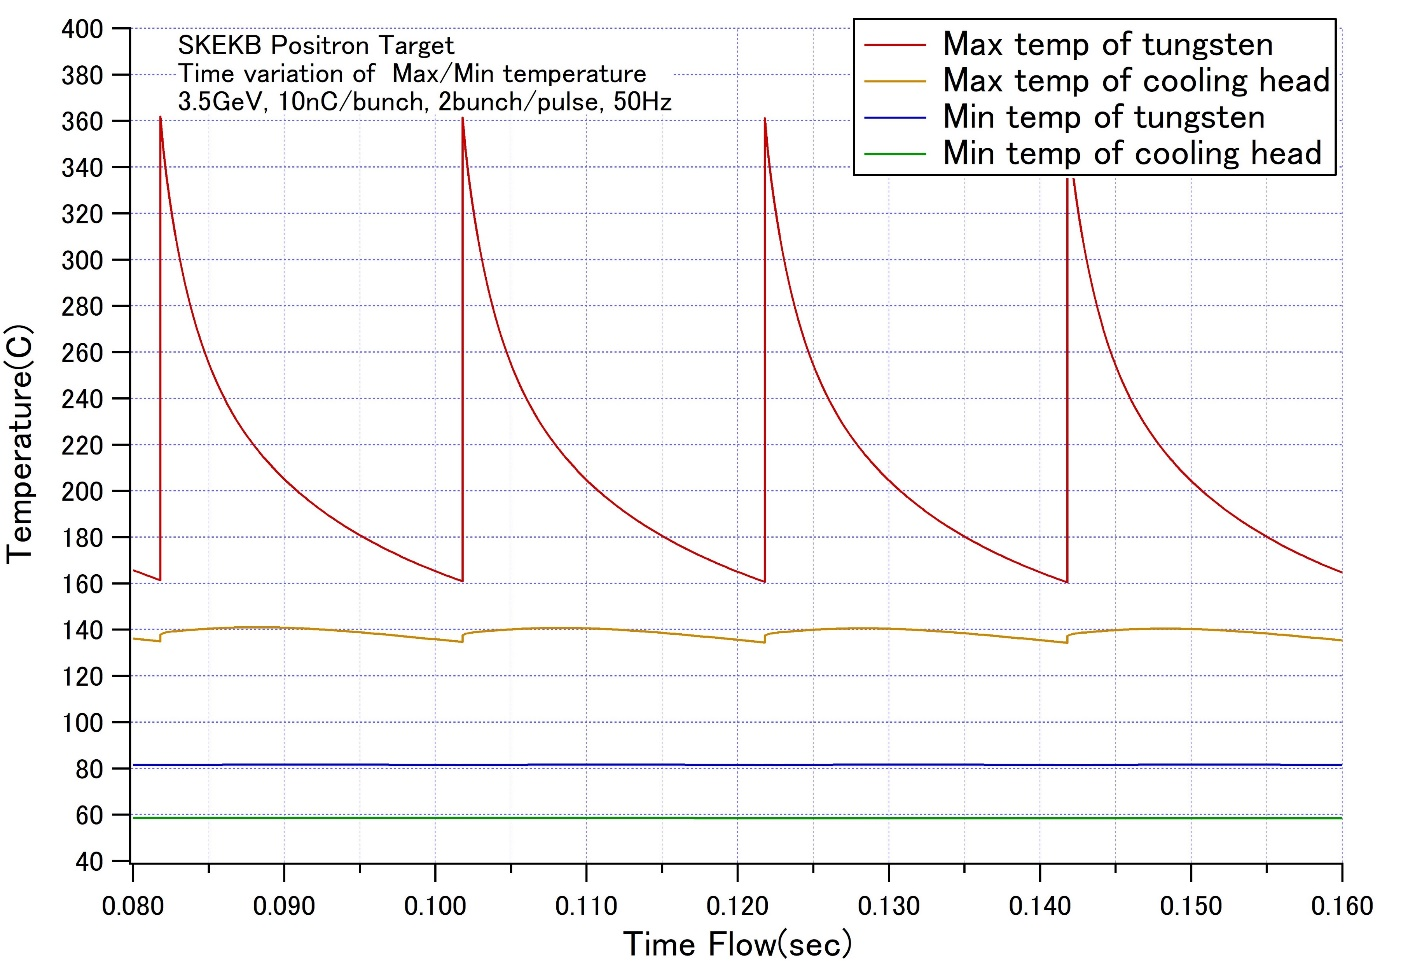 SKEKB Positron Target
Time variation of Max/Min temperature
3.5GeV, 10nC/bunch, 2bunch/pulse, 50Hz
Max temp of tungsten
Max temp of cooling head
Min temp of tungsten
Min temp of cooling head
Temperature(C)
400
380
360
340
320
300
280
260
240
220
200
180
160
140
120
100
80
60
40
0.080 0.090 0.100 0.110 0.120 0.130 0.140 0.150 0.160
Time Flow(sec)